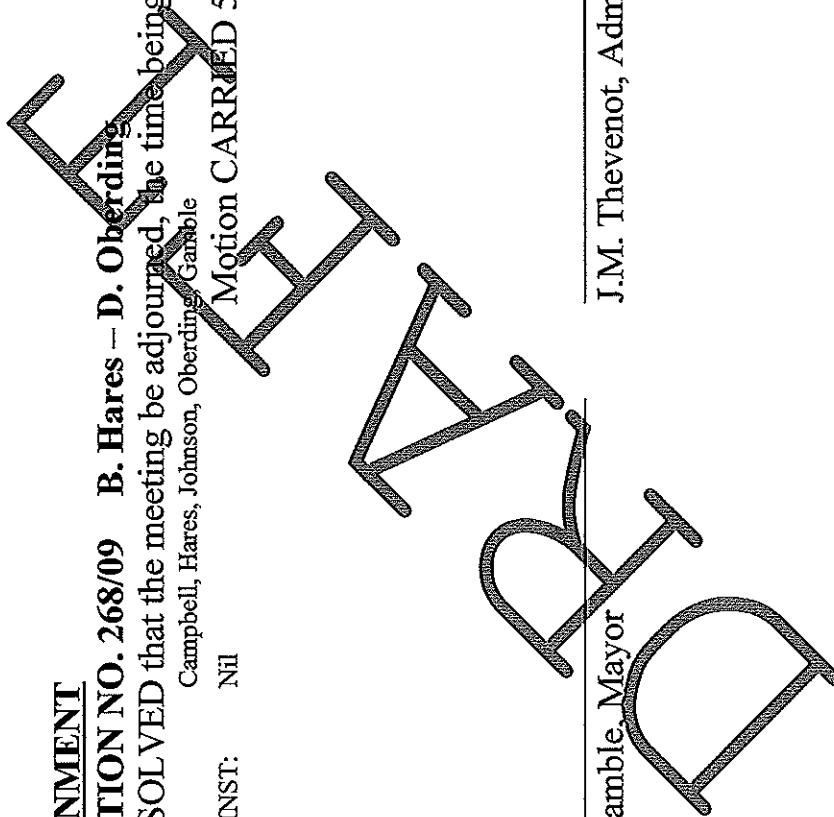 NMENT
TION NO. 268/09 B. Hares – D. Oberding
SOLVED that the meeting be adjourned, the time being
Campbell, Hares, Johnson, Oberding, Gamble
NST: Nil Motion CARRIED 5
amble, Mayor J.M. Thevenot, Adm
DRAFT